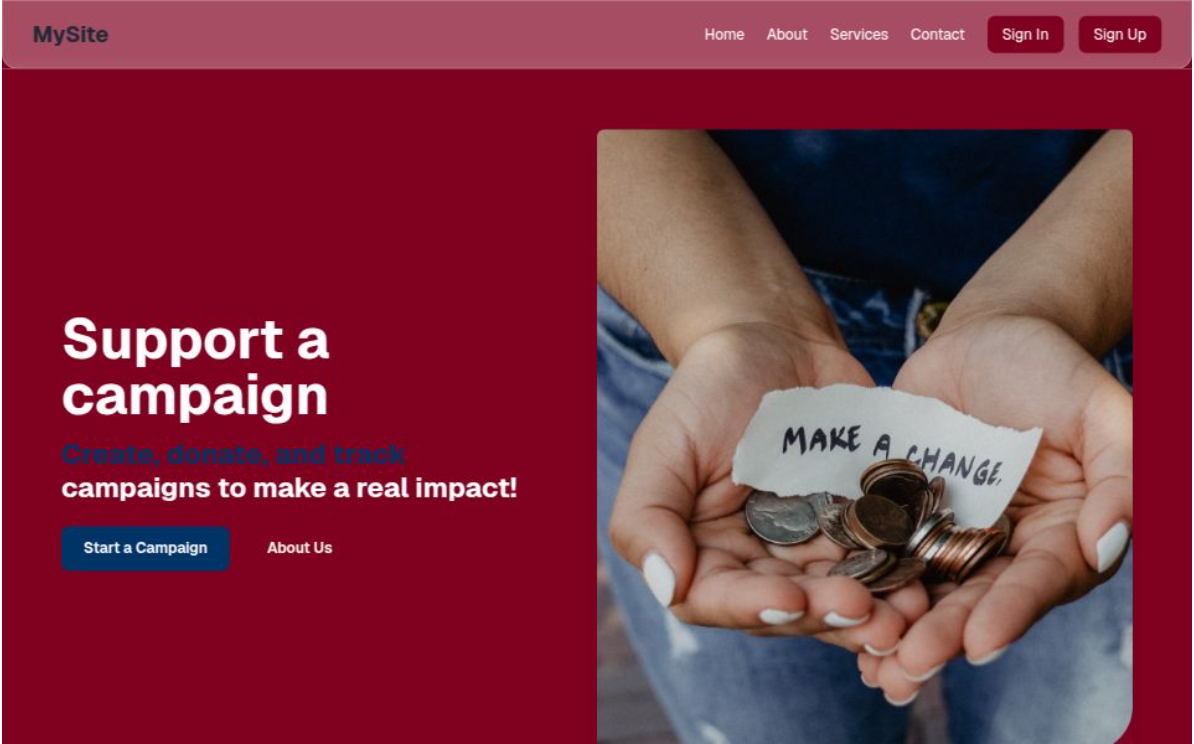 MySite
Home About Services Contact Sign In Sign Up
Support a
campaign
Create, donate, and track
campaigns to make a real impact!
Start a Campaign About Us
MAKE A CHANGE.